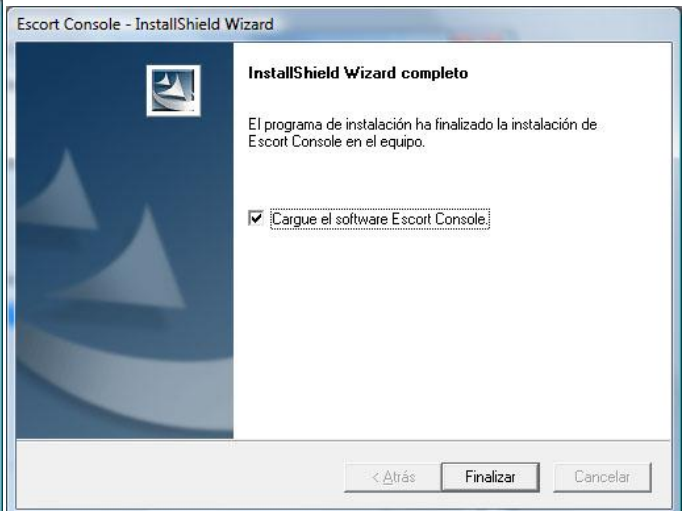 Escort Console - InstallShield Wizard
InstallShield Wizard completo
El programa de instalación ha finalizado la instalación de
Escort Console en el equipo.
Cargue el software Escort Console.
< Atrás
Finalizar
Cancelar